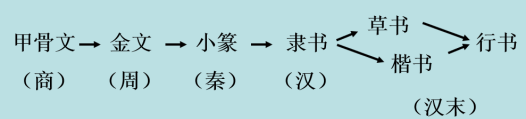 草书
甲骨文 → 金文 → 小篆 → 隶书 行书
楷书
（商） （周） （秦） （汉）
（汉末）